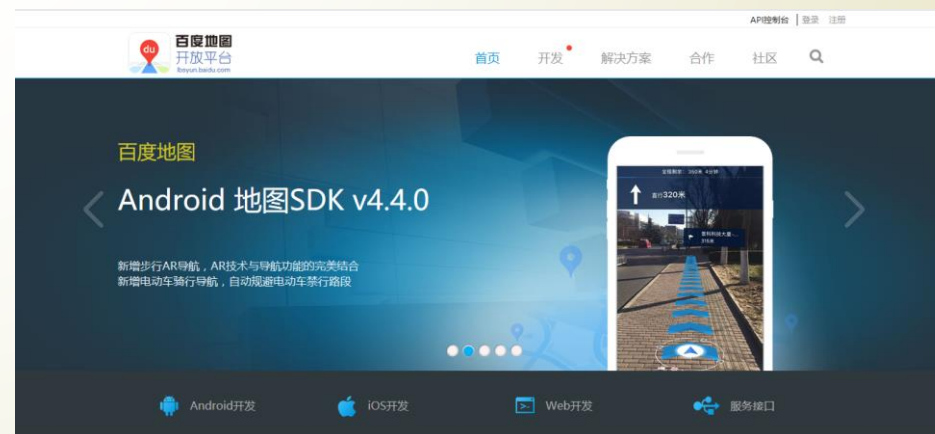 API控制台 登录 注册
du 百度地图
开放平台
lbsyun.baidu.com
首页 开发 解决方案 合作 社区
百度地图
Android 地图SDK v4.4.0
新增步行AR导航，AR技术与导航功能的完美结合
新增电动车骑行导航，自动规避电动车禁行路段
直行320米
Android开发 iOS开发 Web开发 服务接口